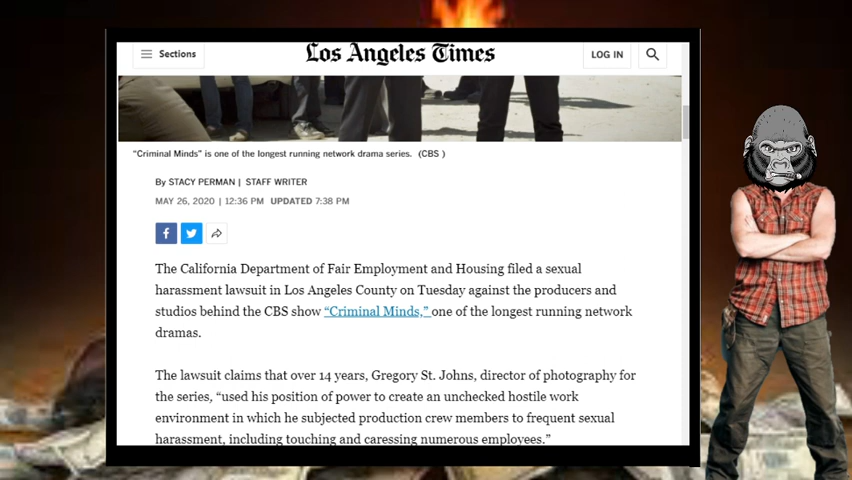 Sections
Los Angeles Times
LOG IN
“Criminal Minds” is one of the longest running network drama series. (CBS )
By STACY PERMAN | STAFF WRITER
MAY 26, 2020 | 12:36 PM UPDATED 7:38 PM
The California Department of Fair Employment and Housing filed a sexual
harassment lawsuit in Los Angeles County on Tuesday against the producers and
studios behind the CBS show “Criminal Minds,” one of the longest running network
dramas.
The lawsuit claims that over 14 years, Gregory St. Johns, director of photography for
the series, “used his position of power to create an unchecked hostile work
environment in which he subjected production crew members to frequent sexual
harassment, including touching and caressing numerous employees.”